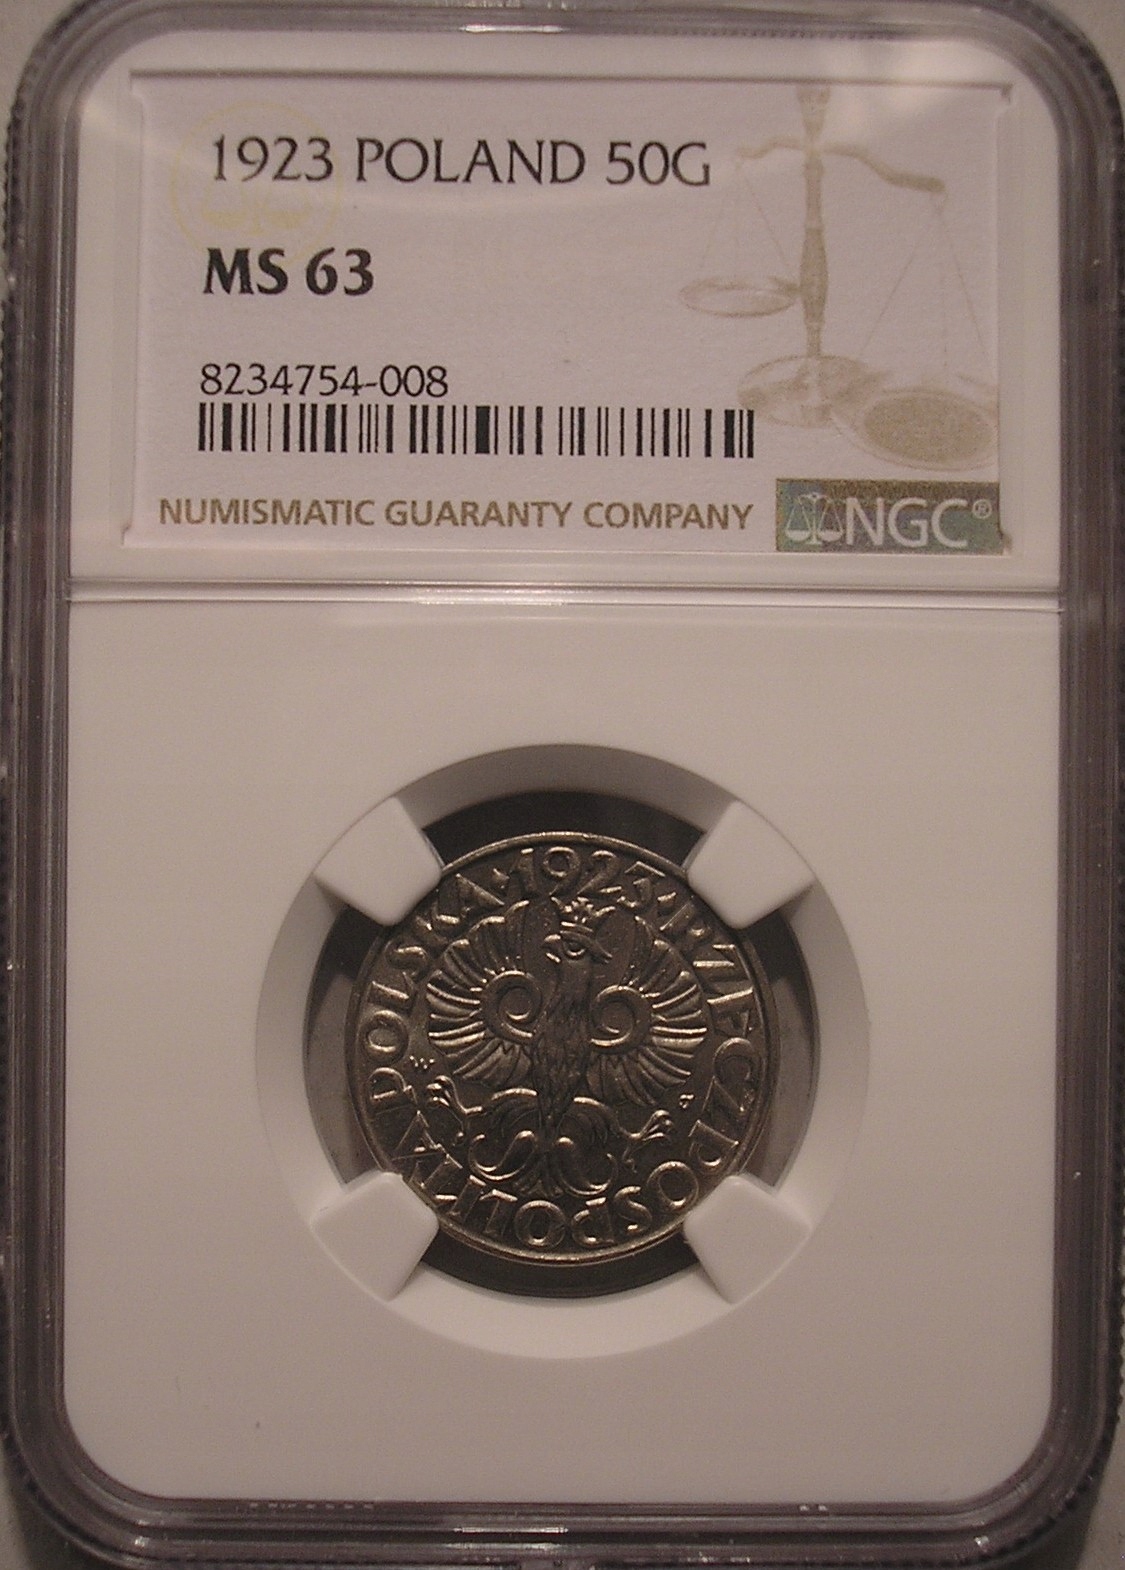 1923 POLAND 50G
MS 63
8234754-008
NUMISMATIC GUARANTY COMPANY
NGC®
1923 · RZECZPOSPOLITA POLSKA ·
W